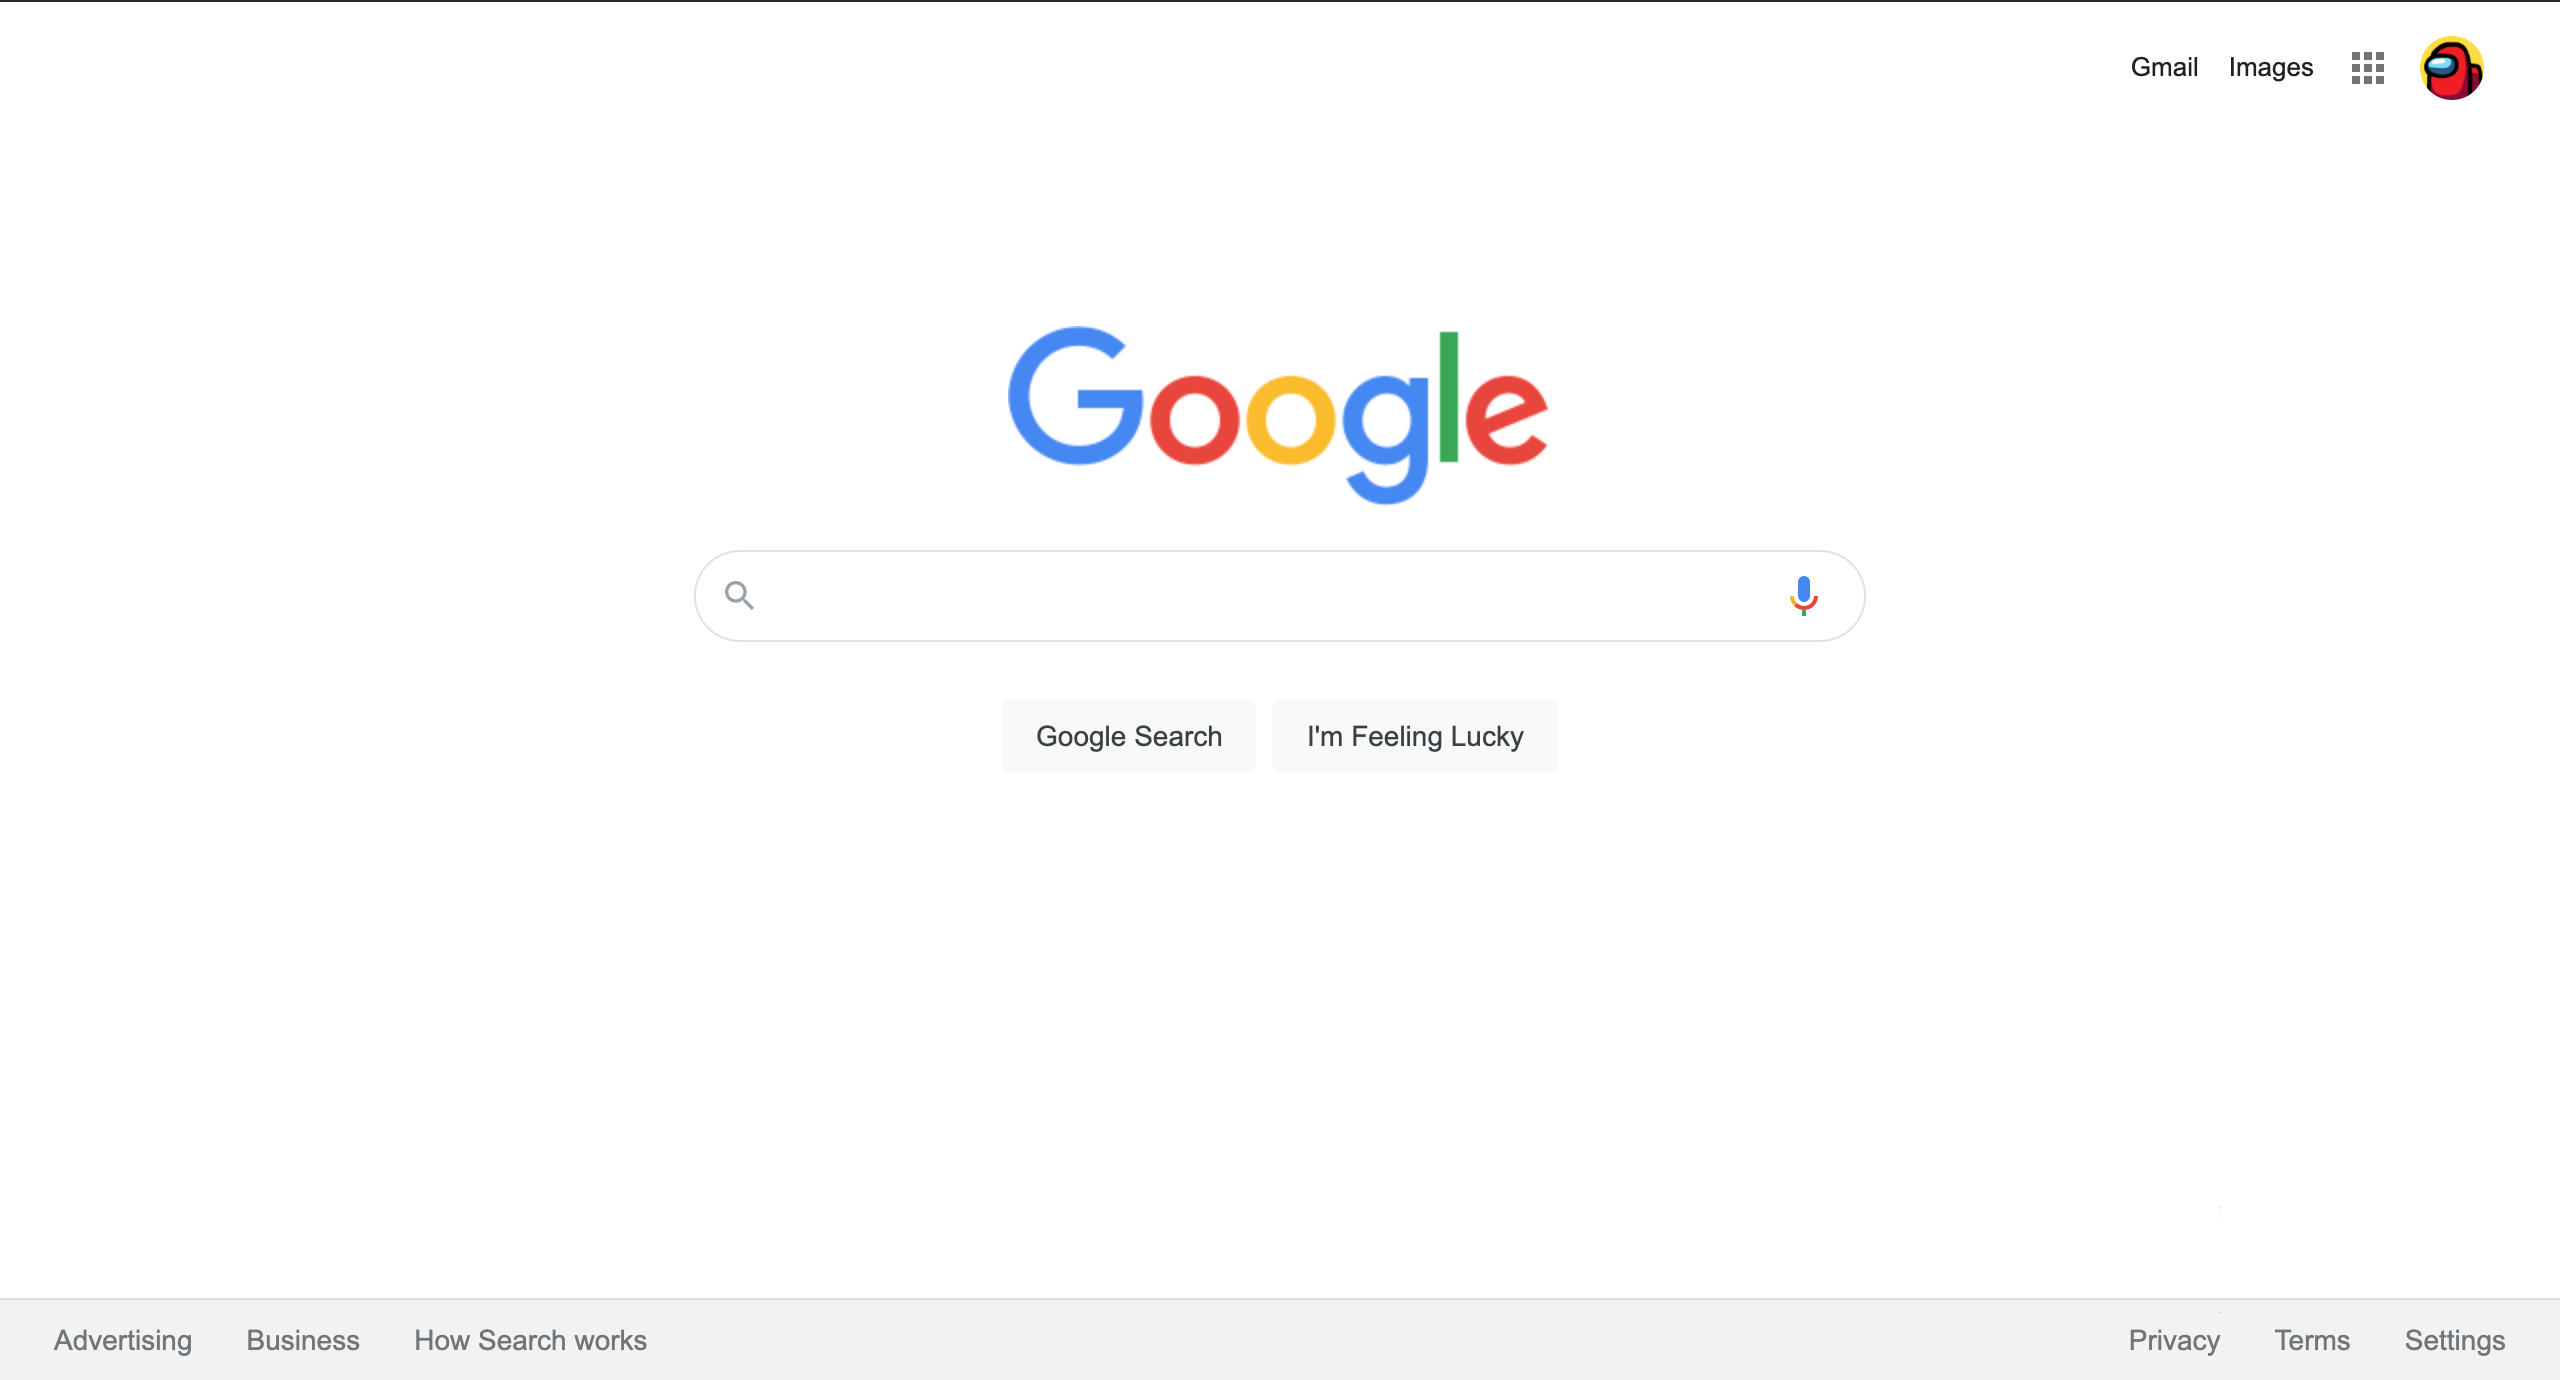 Gmail Images
Google
Google Search I'm Feeling Lucky
Advertising Business How Search works Privacy Terms Settings